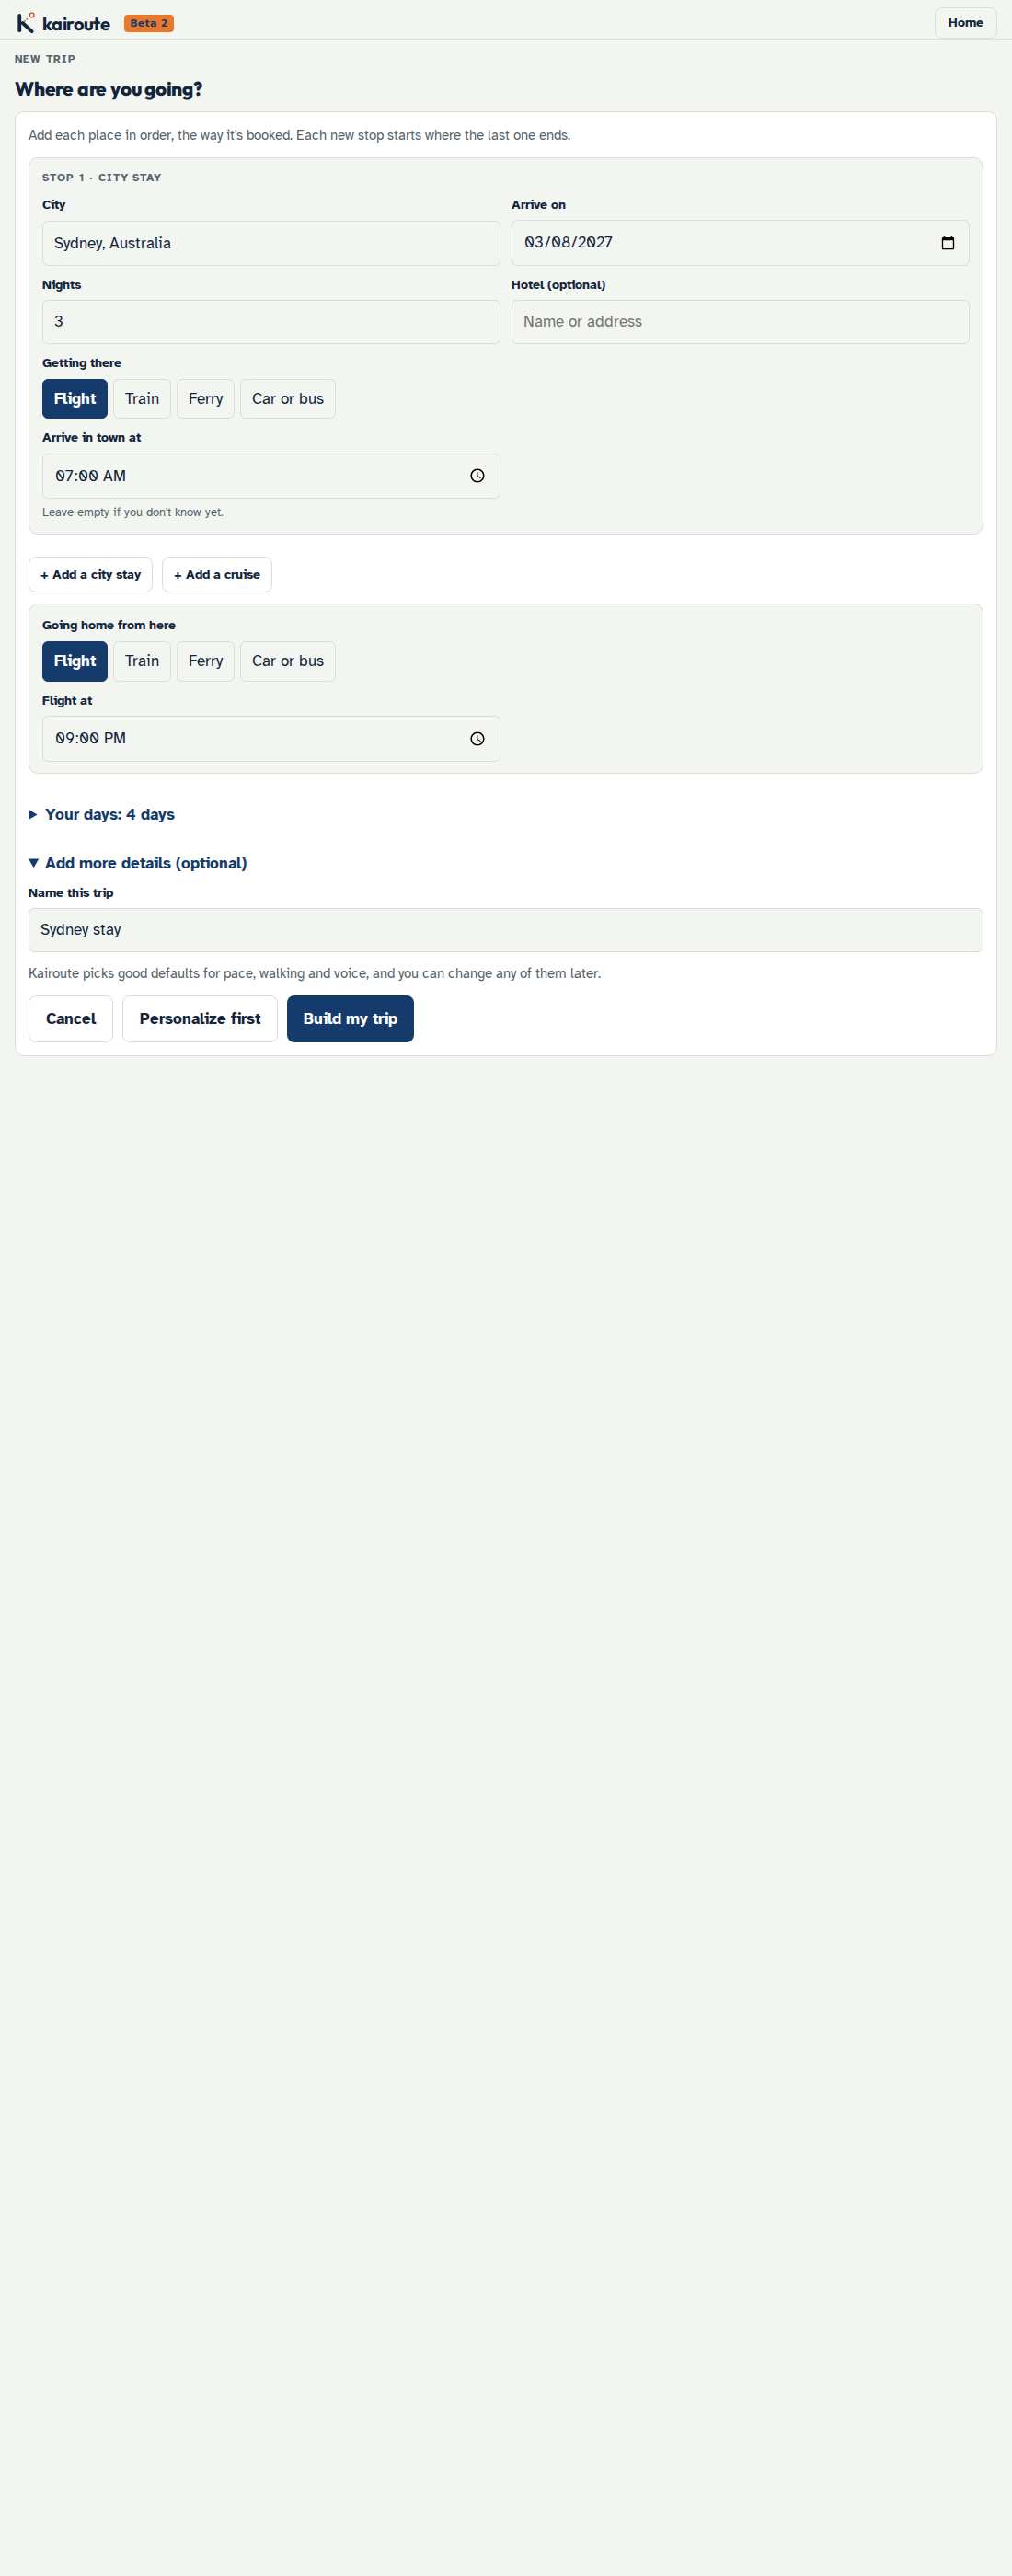 kairoute Beta 2 Home
NEW TRIP
Where are you going?
Add each place in order, the way it's booked. Each new stop starts where the last one ends.
STOP 1 · CITY STAY
City Arrive on
Sydney, Australia 03/08/2027
Nights Hotel (optional)
3 Name or address
Getting there
Flight Train Ferry Car or bus
Arrive in town at
07:00 AM
Leave empty if you don't know yet.
+ Add a city stay + Add a cruise
Going home from here
Flight Train Ferry Car or bus
Flight at
09:00 PM
Your days: 4 days
Add more details (optional)
Name this trip
Sydney stay
Kairoute picks good defaults for pace, walking and voice, and you can change any of them later.
Cancel Personalize first Build my trip